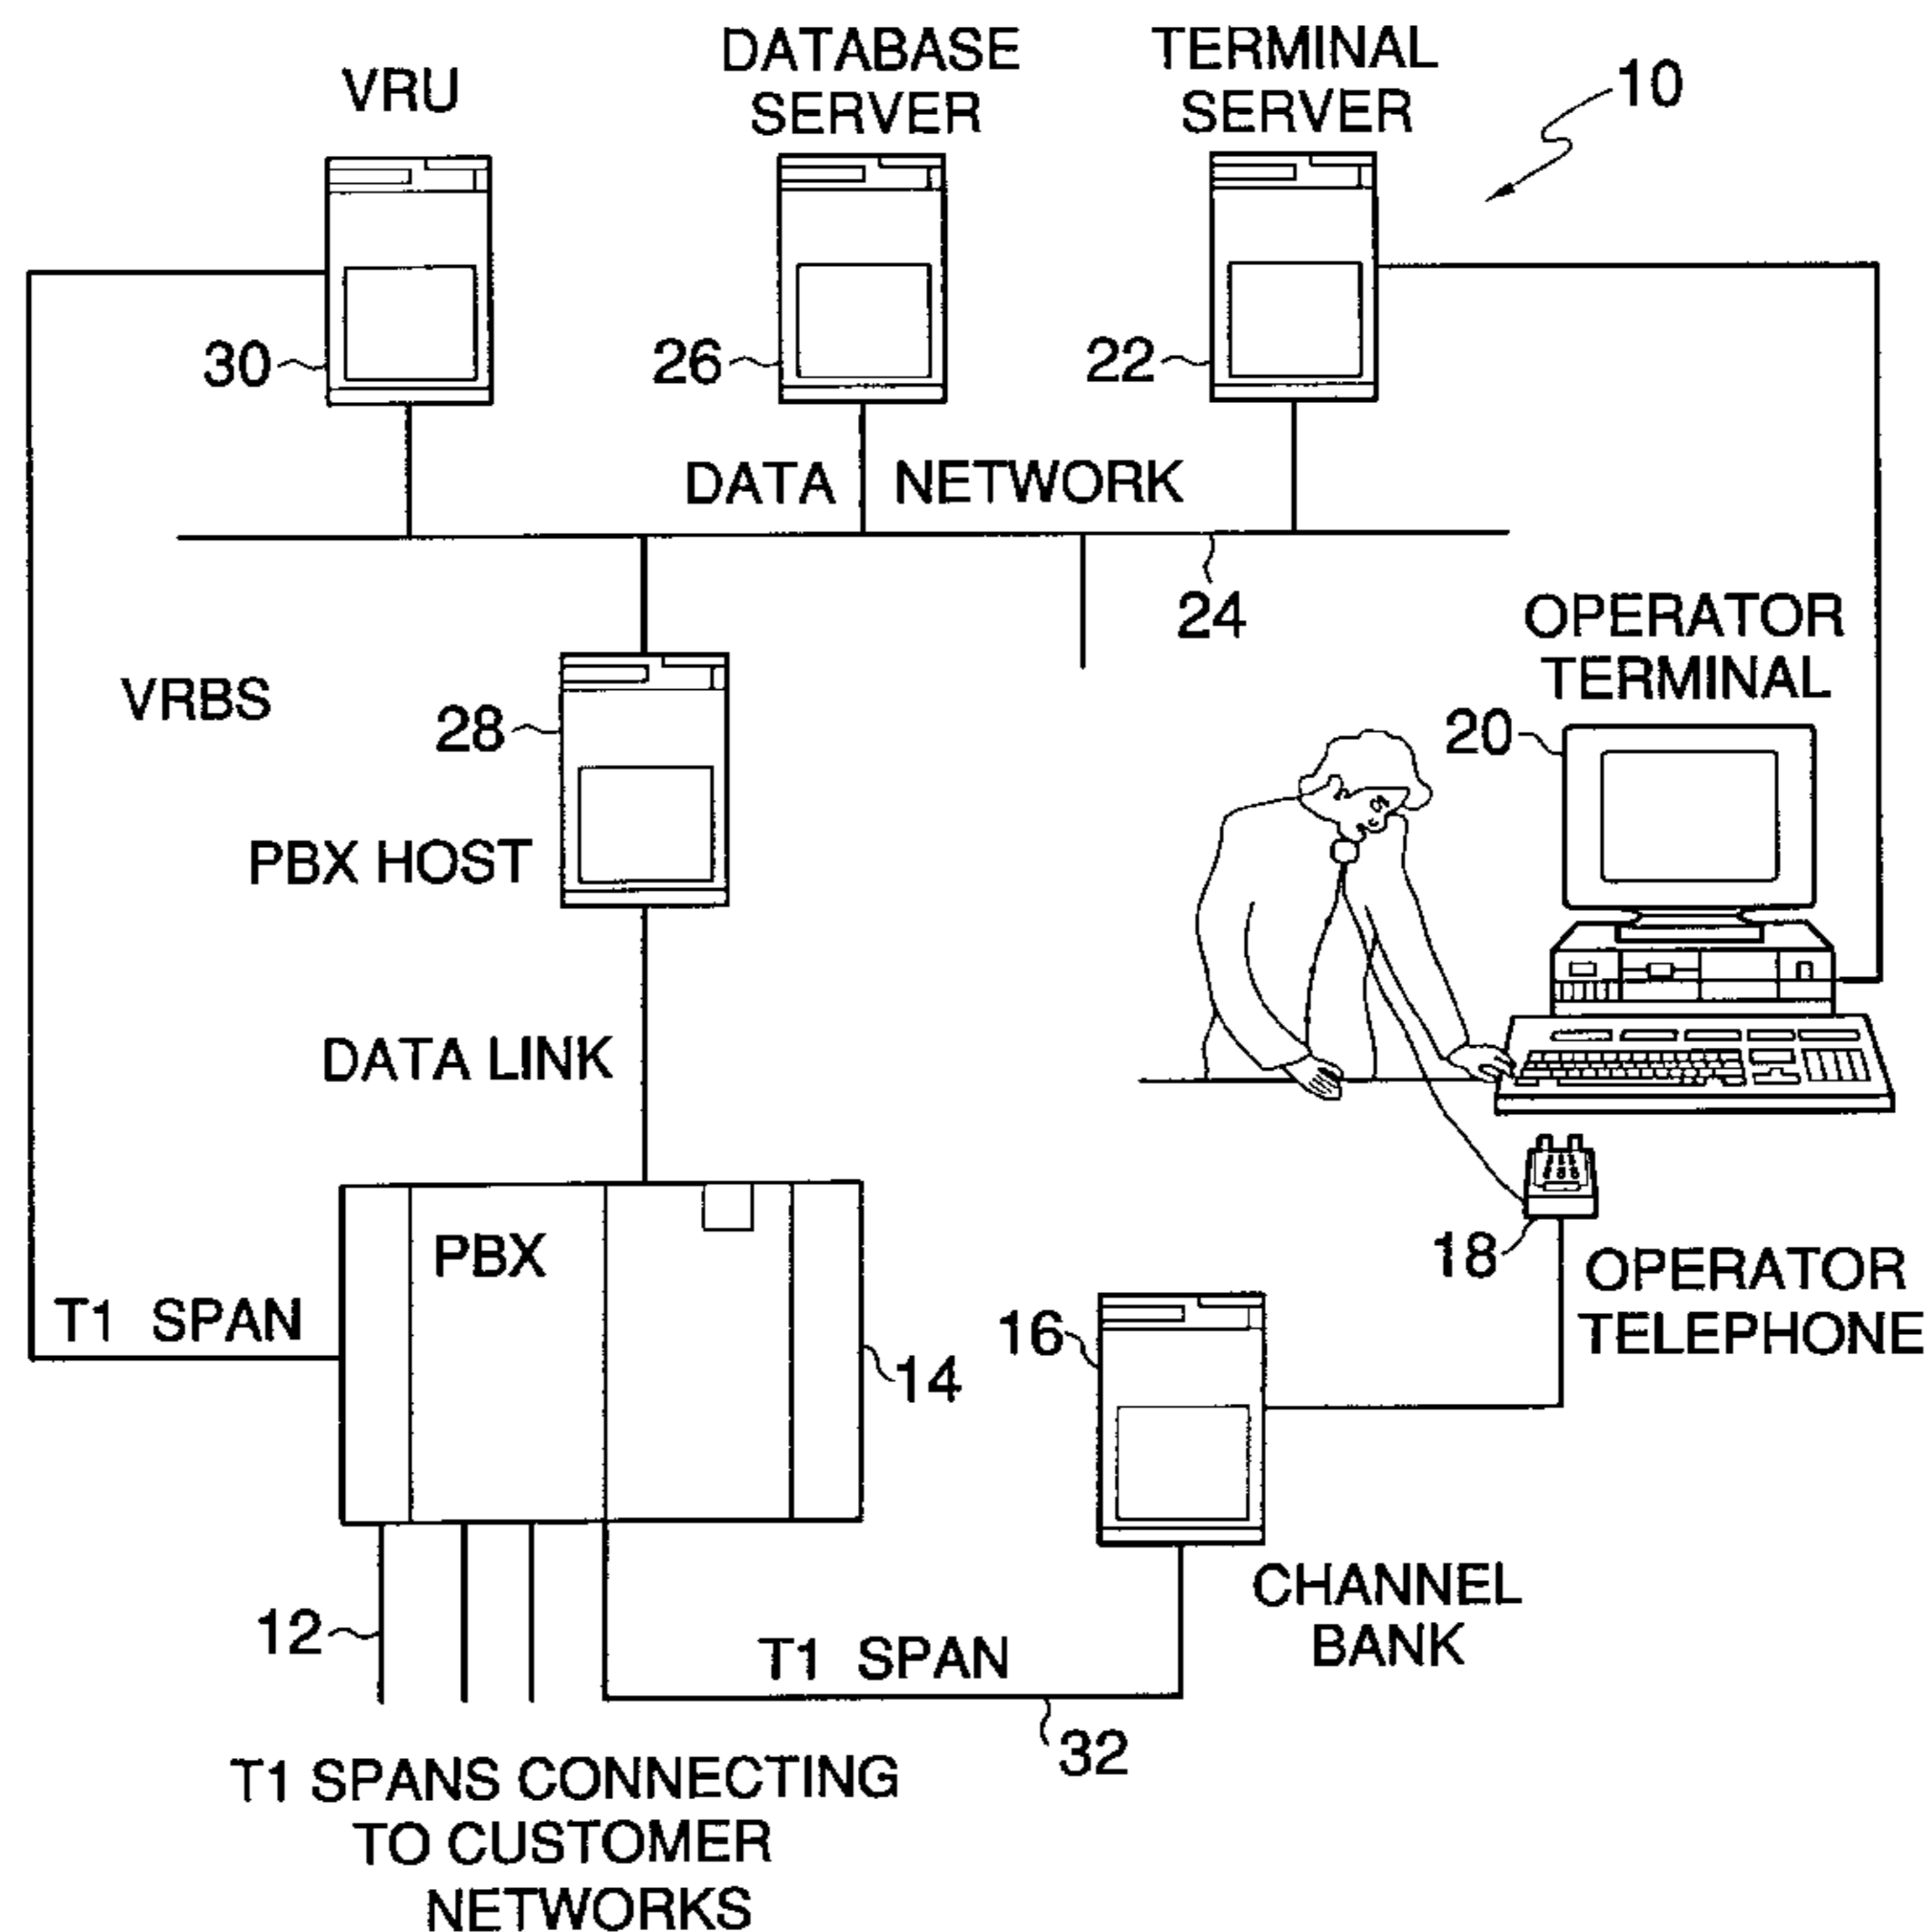 VRU
DATABASE
SERVER
TERMINAL
SERVER
10
30
26
22
DATA NETWORK
24
VRBS
28
PBX HOST
OPERATOR
TERMINAL
20
DATA LINK
PBX
T1 SPAN
14
16
18
OPERATOR
TELEPHONE
CHANNEL
BANK
12
T1 SPAN
32
T1 SPANS CONNECTING
TO CUSTOMER
NETWORKS